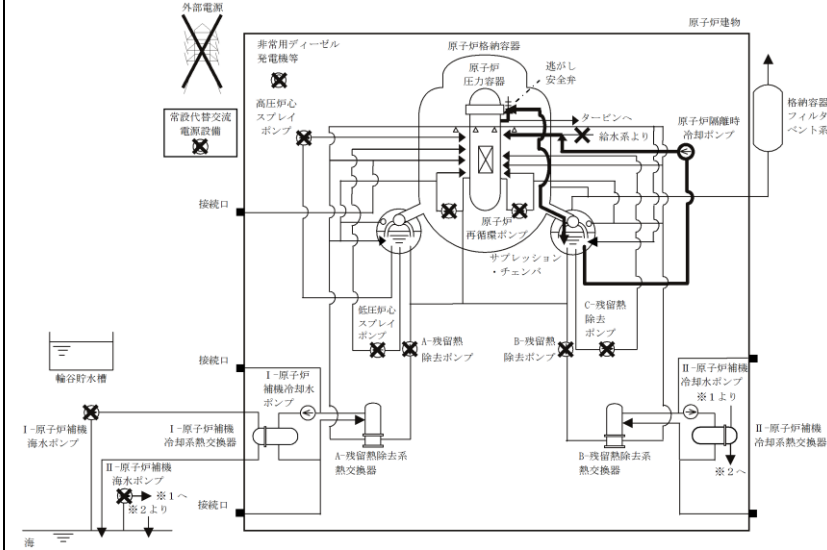 外部電源
原子炉建物
非常用ディーゼル
発電機等
原子炉格納容器
原子炉
圧力容器
逃がし
安全弁
高圧炉心
スプレイ
ポンプ
常設代替交流
電源設備
タービンへ
給水系より
原子炉隔離時
冷却ポンプ
格納容器
フィルタ
ベント系
接続口
原子炉
再循環ポンプ
サプレッション
・チェンバ
低圧炉心
スプレイ
ポンプ
A-残留熱
除去ポンプ
B-残留熱
除去ポンプ
C-残留熱
除去
ポンプ
輪谷貯水槽
接続口
Ⅰ-原子炉
補機冷却水
ポンプ
Ⅱ-原子炉補機
冷却水ポンプ
※1より
Ⅰ-原子炉補機
海水ポンプ
Ⅰ-原子炉補機
冷却系熱交換器
A-残留熱除去系
熱交換器
B-残留熱除去系
熱交換器
Ⅱ-原子炉補機
冷却系熱交換器
※2へ
Ⅱ-原子炉補機
海水ポンプ
※1へ
※2より
接続口
海